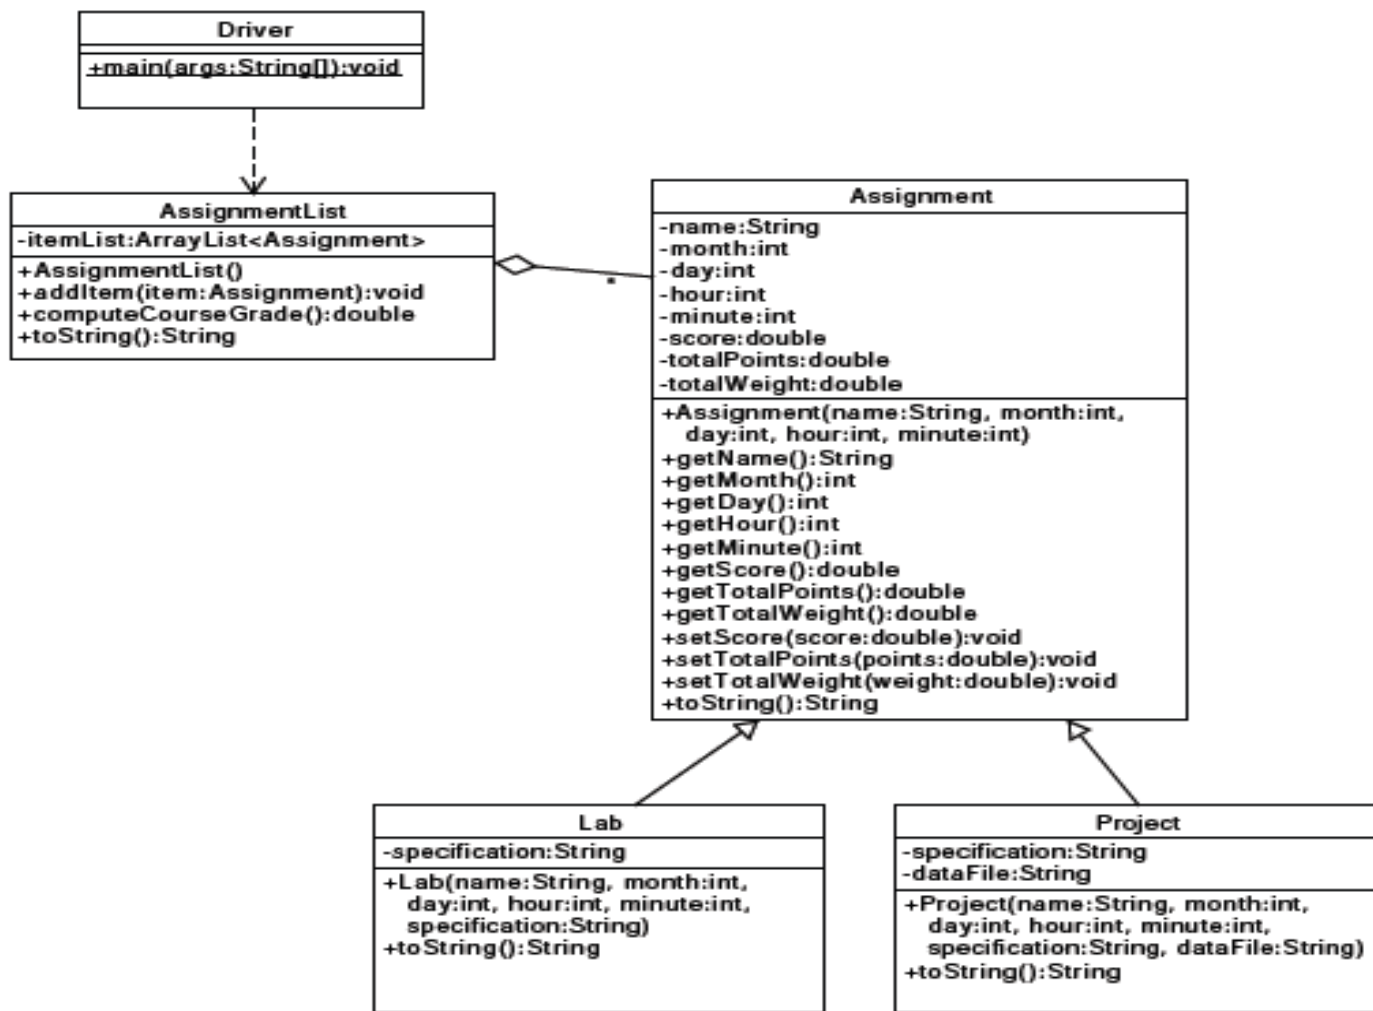 Driver
+main(args:String[]):void
AssignmentList
-itemList:ArrayList<Assignment>
+AssignmentList()
+addItem(item:Assignment):void
+computeCourseGrade():double
+toString():String
*
Assignment
-name:String
-month:int
-day:int
-hour:int
-minute:int
-score:double
-totalPoints:double
-totalWeight:double
+Assignment(name:String, month:int,
day:int, hour:int, minute:int)
+getName():String
+getMonth():int
+getDay():int
+getHour():int
+getMinute():int
+getScore():double
+getTotalPoints():double
+getTotalWeight():double
+setScore(score:double):void
+setTotalPoints(points:double):void
+setTotalWeight(weight:double):void
+toString():String
Lab
-specification:String
+Lab(name:String, month:int,
day:int, hour:int, minute:int,
specification:String)
+toString():String
Project
-specification:String
-dataFile:String
+Project(name:String, month:int,
day:int, hour:int, minute:int,
specification:String, dataFile:String)
+toString():String